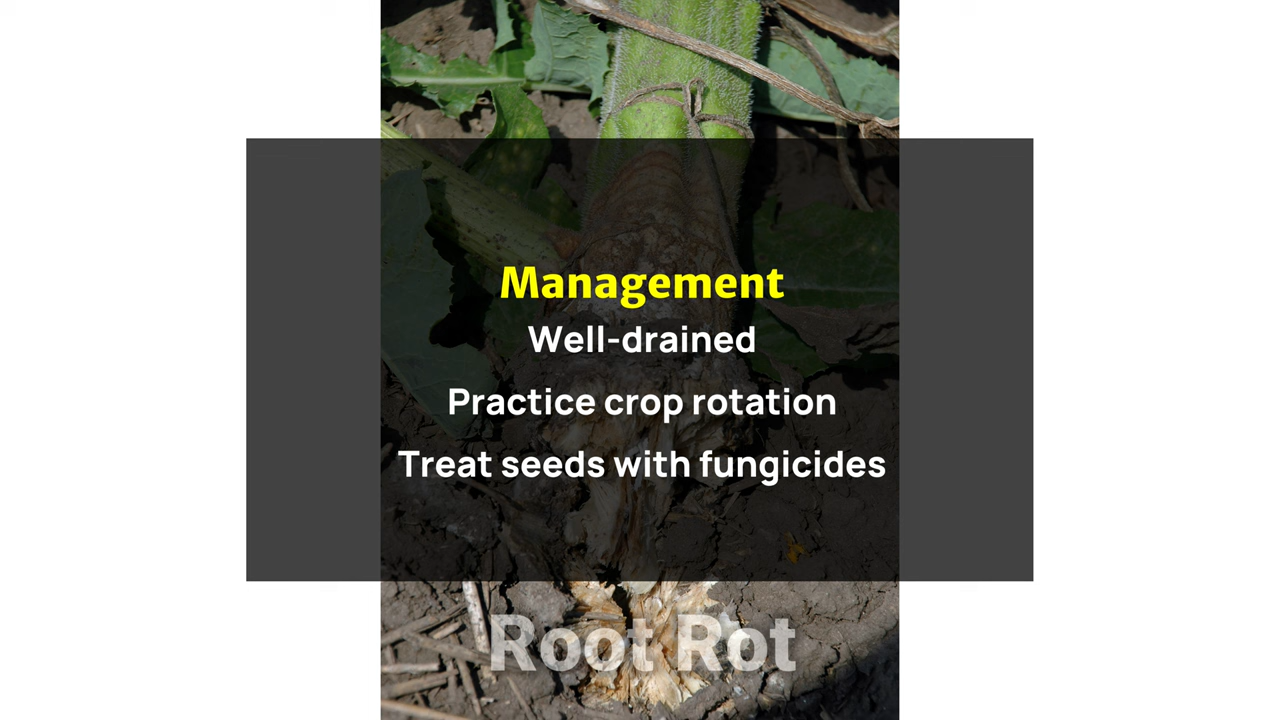 Management
Well-drained
Practice crop rotation
Treat seeds with fungicides
Root Rot